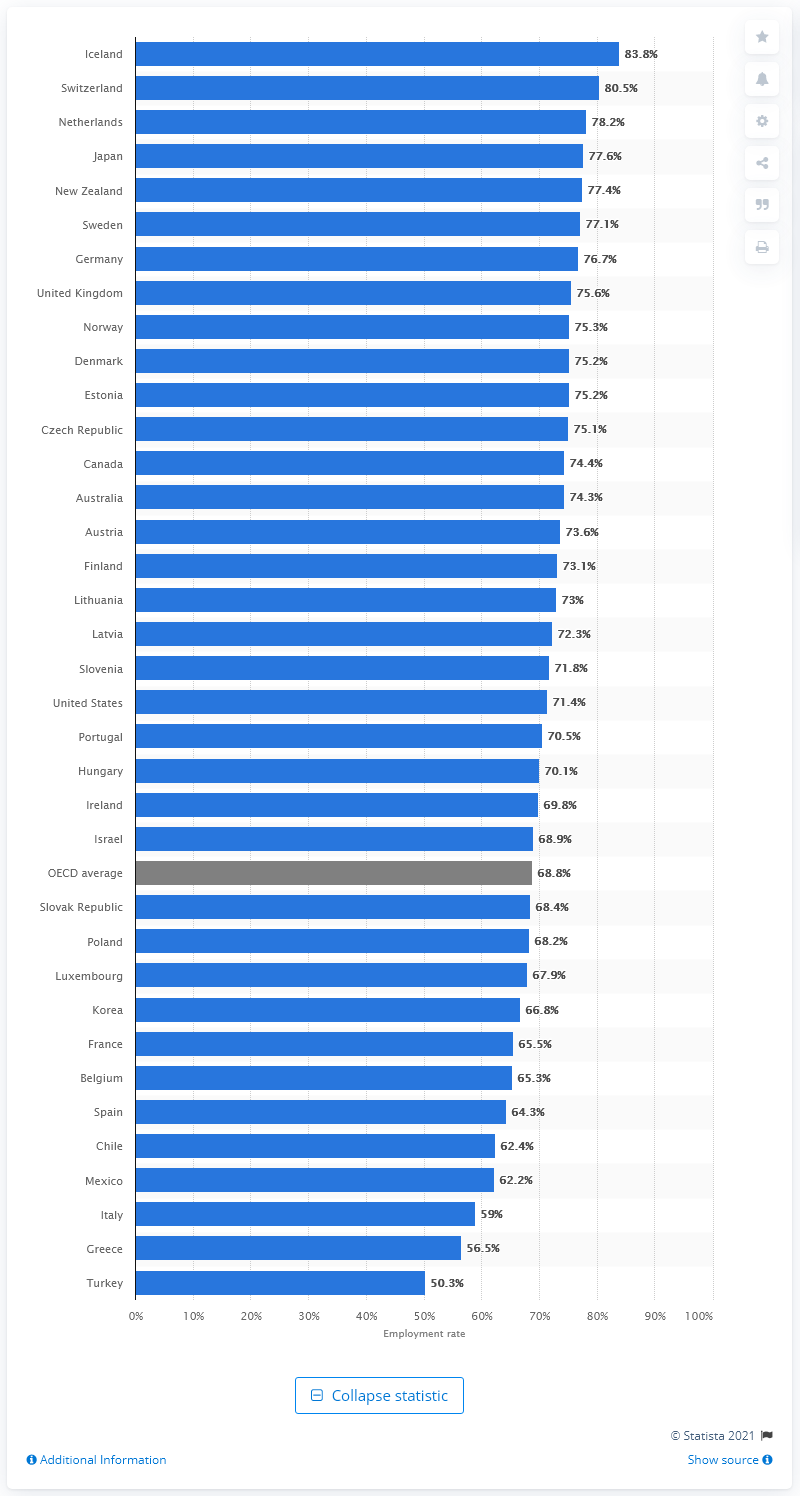 Iceland 83.8%
Switzerland 80.5%
Netherlands 78.2%
Japan 77.6%
New Zealand 77.4%
Sweden 77.1%
Germany 76.7%
United Kingdom 75.6%
Norway 75.3%
Denmark 75.2%
Estonia 75.2%
Czech Republic 75.1%
Canada 74.4%
Australia 74.3%
Austria 73.6%
Finland 73.1%
Lithuania 73%
Latvia 72.3%
Slovenia 71.8%
United States 71.4%
Portugal 70.5%
Hungary 70.1%
Ireland 69.8%
Israel 68.9%
OECD average 68.8%
Slovak Republic 68.4%
Poland 68.2%
Luxembourg 67.9%
Korea 66.8%
France 65.5%
Belgium 65.3%
Spain 64.3%
Chile 62.4%
Mexico 62.2%
Italy 59%
Greece 56.5%
Turkey 50.3%
0% 10% 20% 30% 40% 50% 60% 70% 80% 90% 100%
Employment rate
Collapse statistic
© Statista 2021
Additional Information Show source